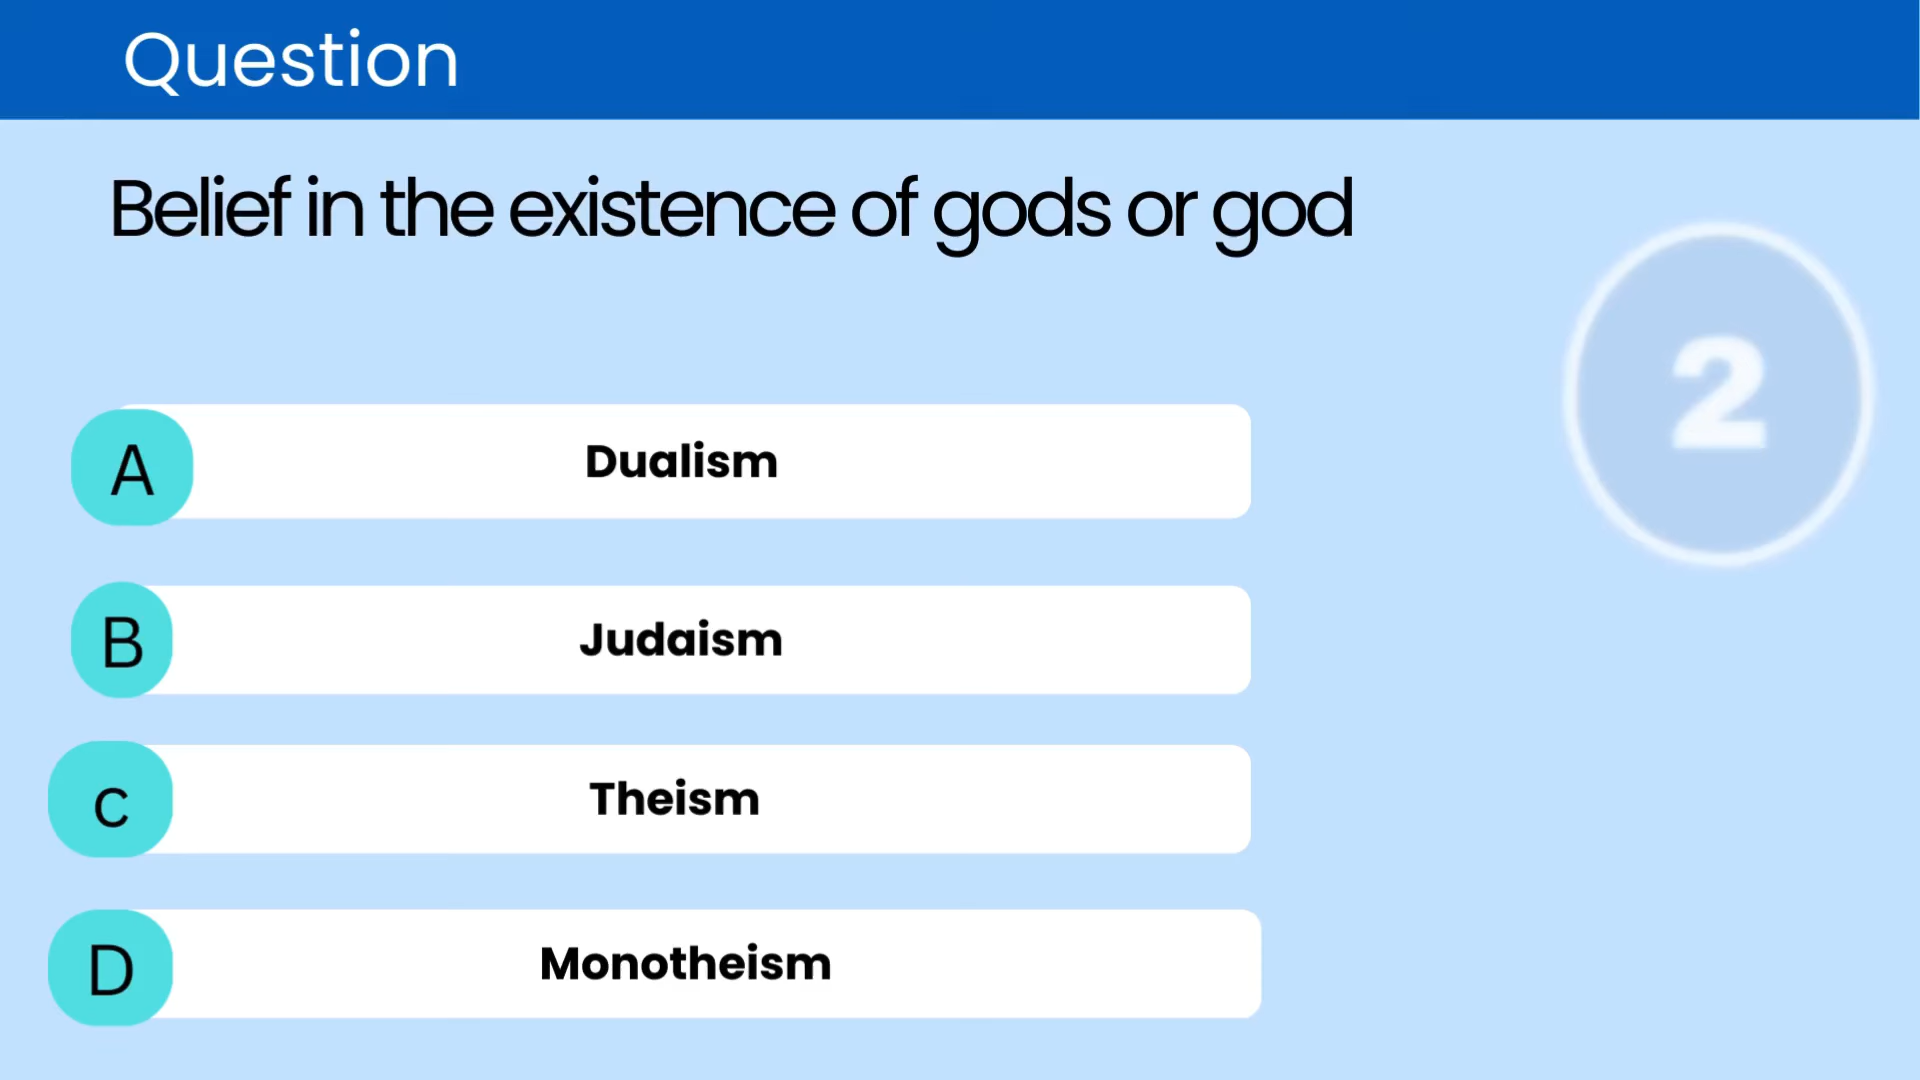 Question
Belief in the existence of gods or god
2
A
Dualism
B
Judaism
c
Theism
D
Monotheism